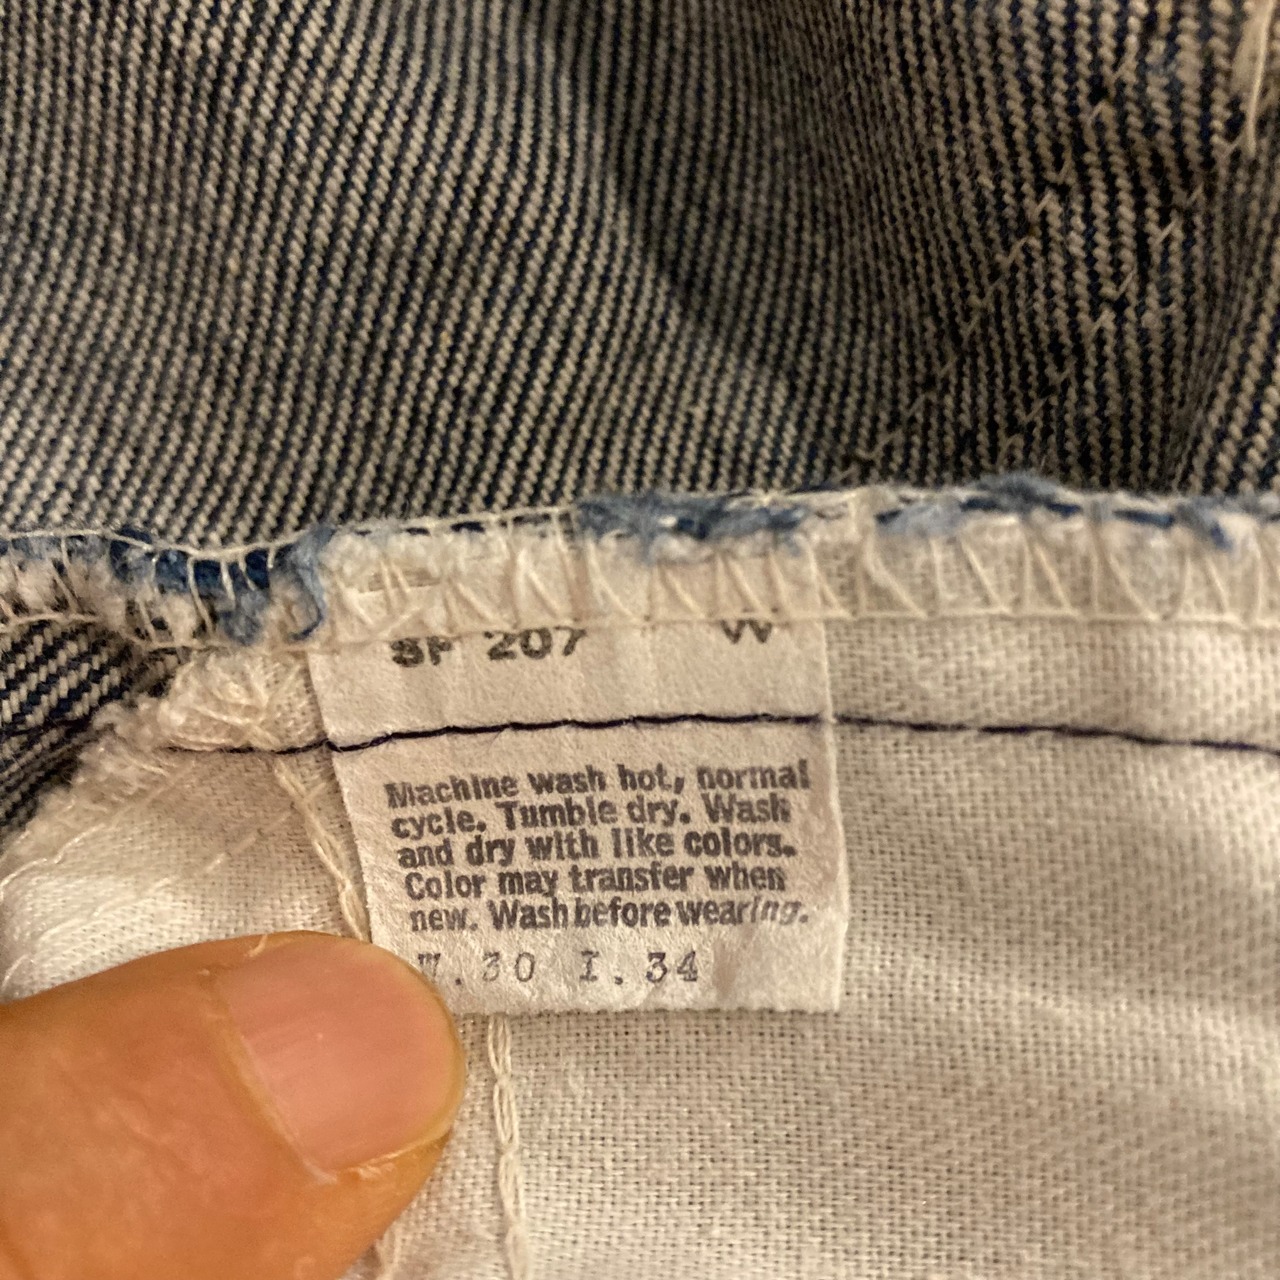 SF 207 W
Machine wash hot, normal
cycle. Tumble dry. Wash
and dry with like colors.
Color may transfer when
new. Wash before wearing.
W.30 L.34